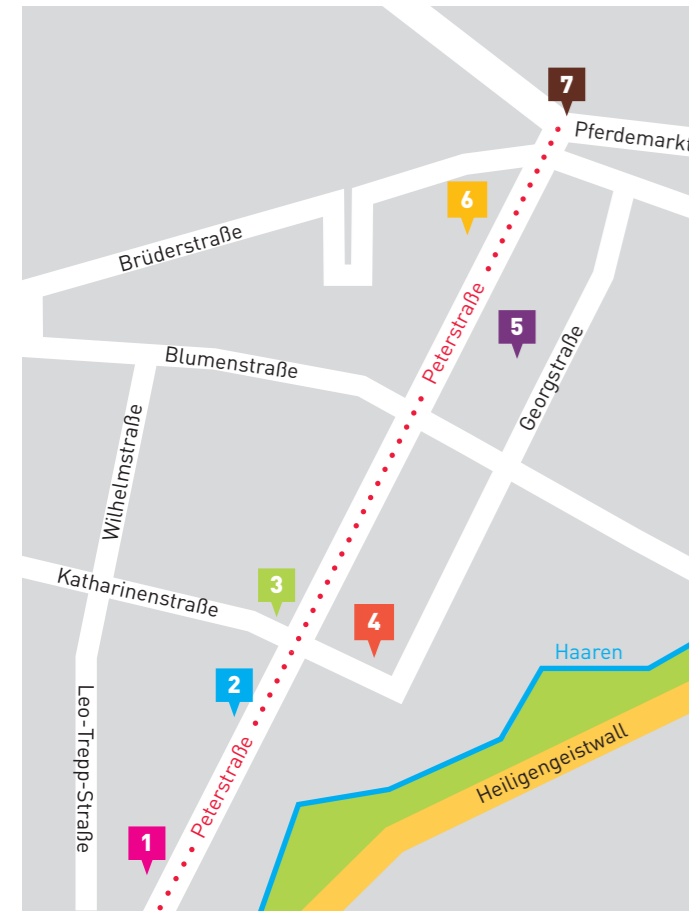 7
Pferdemarkt
6
Brüderstraße
Peterstraße
5
Georgstraße
Blumenstraße
Wilhelmstraße
3
Katharinenstraße
4
Haaren
2
Leo-Trepp-Straße
Peterstraße
Heiligengeistwall
1